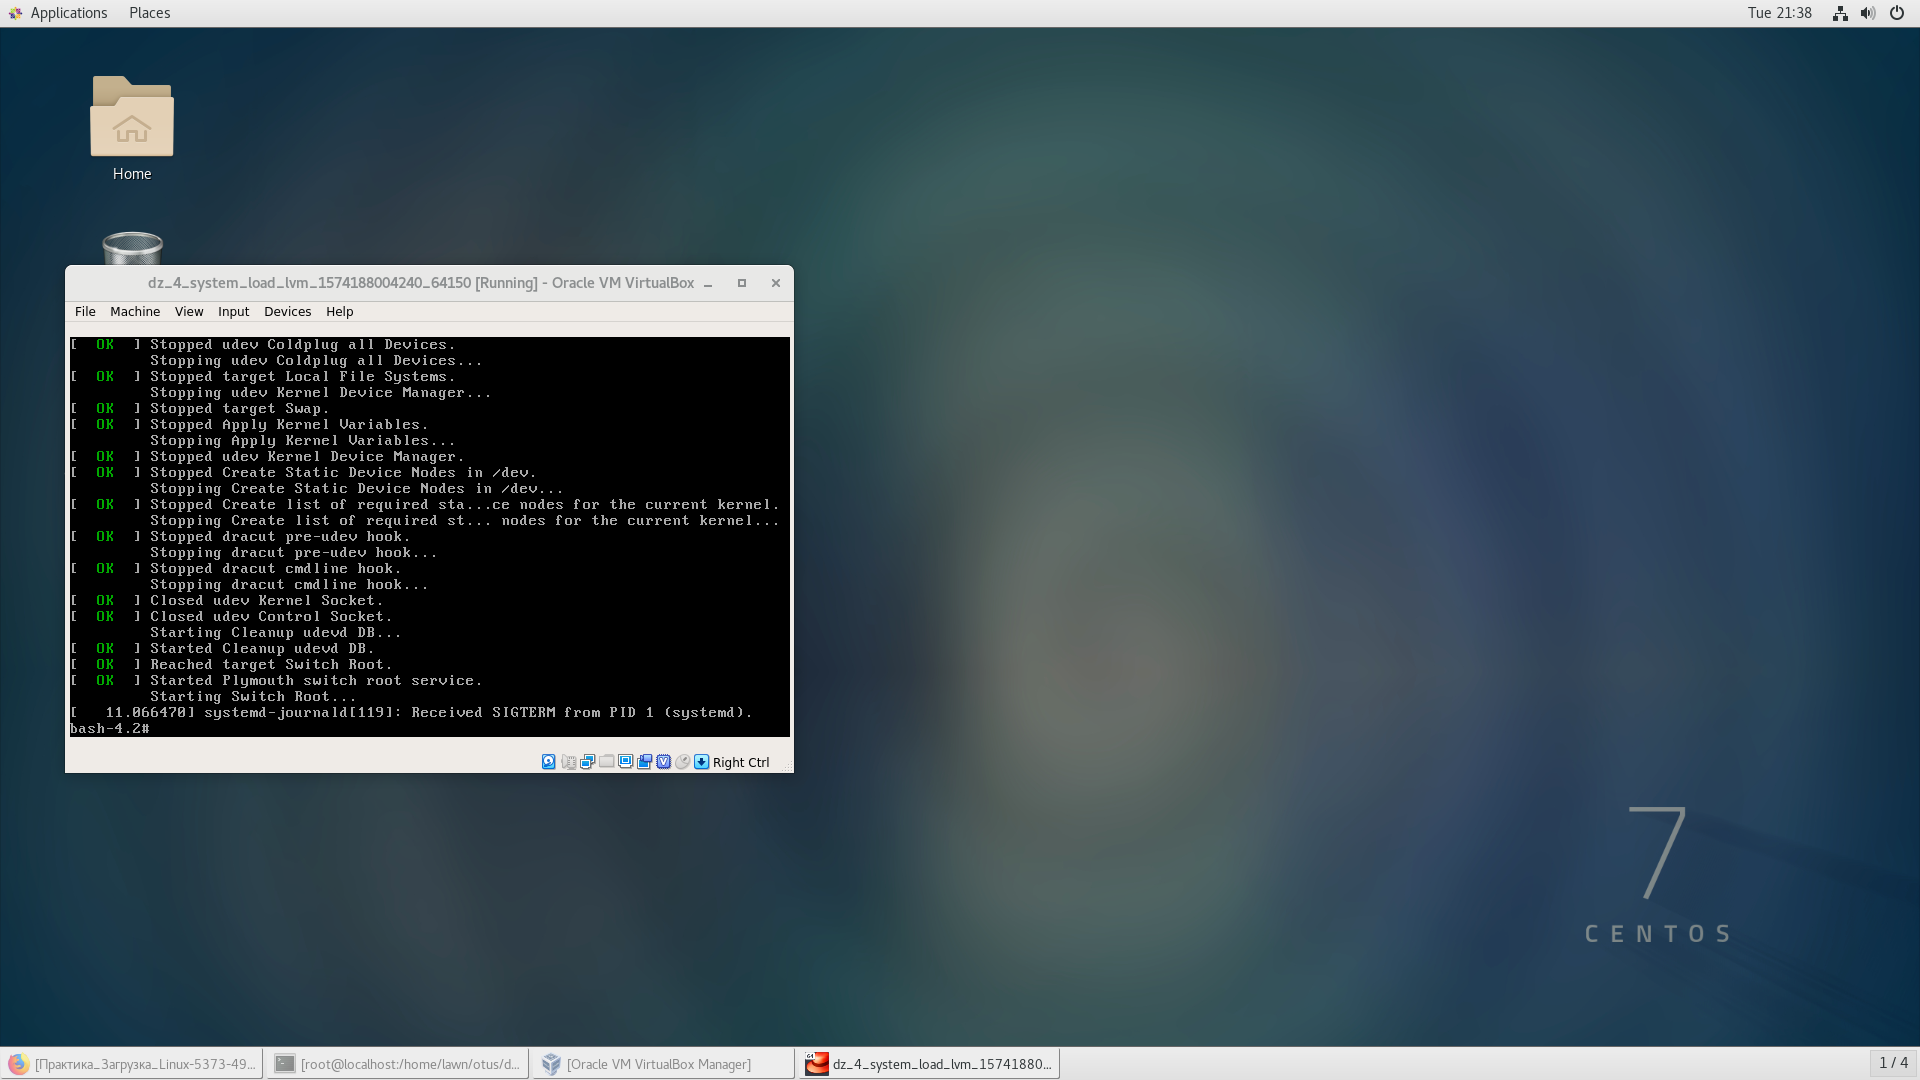 Applications Places Tue 21:38
Home
dz_4_system_load_lvm_1574188004240_64150 [Running] - Oracle VM VirtualBox
File Machine View Input Devices Help
[  OK  ] Stopped udev Coldplug all Devices.
Stopping udev Coldplug all Devices...
[  OK  ] Stopped target Local File Systems.
Stopping udev Kernel Device Manager...
[  OK  ] Stopped target Swap.
[  OK  ] Stopped Apply Kernel Variables.
Stopping Apply Kernel Variables...
[  OK  ] Stopped udev Kernel Device Manager.
[  OK  ] Stopped Create Static Device Nodes in /dev.
Stopping Create Static Device Nodes in /dev...
[  OK  ] Stopped Create list of required sta...ce nodes for the current kernel.
Stopping Create list of required st... nodes for the current kernel...
[  OK  ] Stopped dracut pre-udev hook.
Stopping dracut pre-udev hook...
[  OK  ] Stopped dracut cmdline hook.
Stopping dracut cmdline hook...
[  OK  ] Closed udev Kernel Socket.
[  OK  ] Closed udev Control Socket.
Starting Cleanup udevd DB...
[  OK  ] Started Cleanup udevd DB.
[  OK  ] Reached target Switch Root.
[  OK  ] Started Plymouth switch root service.
Starting Switch Root...
[   11.066470] systemd-journald[119]: Received SIGTERM from PID 1 (systemd).
bash-4.2#
Right Ctrl
7
CENTOS
[Практика_Загрузка_Linux-5373-49... [root@localhost:/home/lawn/otus/d... [Oracle VM VirtualBox Manager] dz_4_system_load_lvm_15741880... 1 / 4